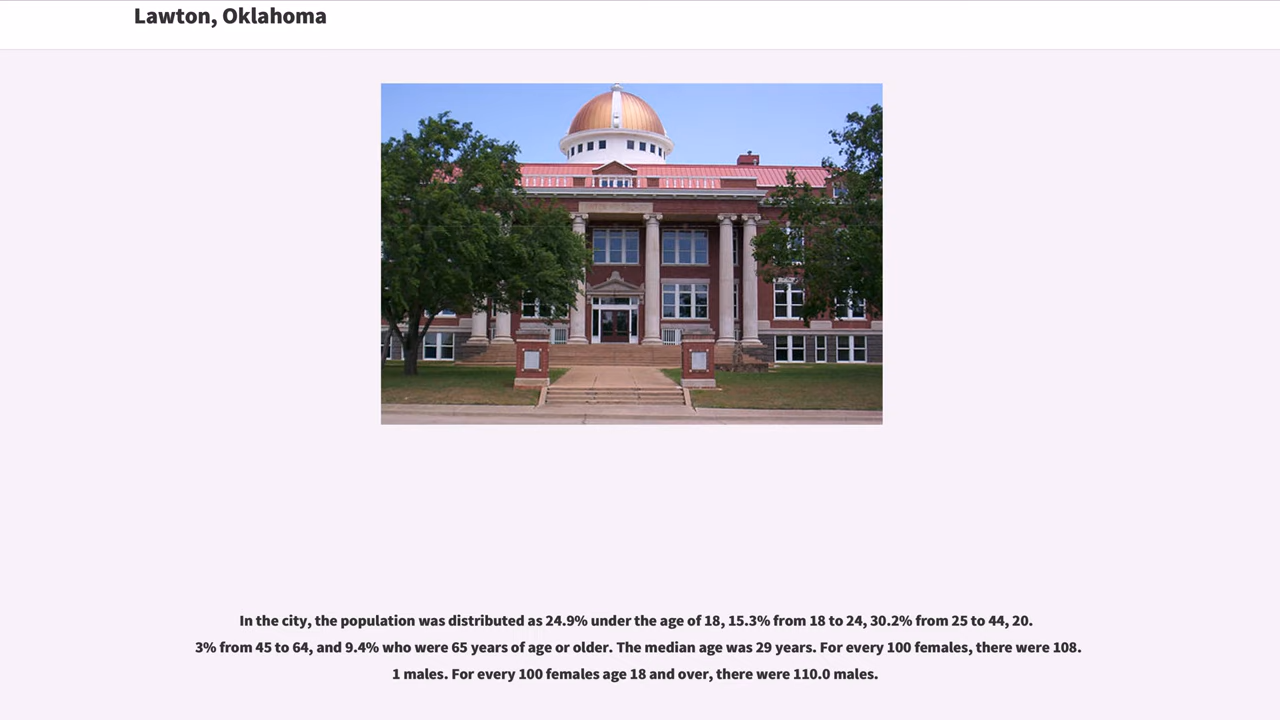 Lawton, Oklahoma
In the city, the population was distributed as 24.9% under the age of 18, 15.3% from 18 to 24, 30.2% from 25 to 44, 20.
3% from 45 to 64, and 9.4% who were 65 years of age or older. The median age was 29 years. For every 100 females, there were 108.
1 males. For every 100 females age 18 and over, there were 110.0 males.